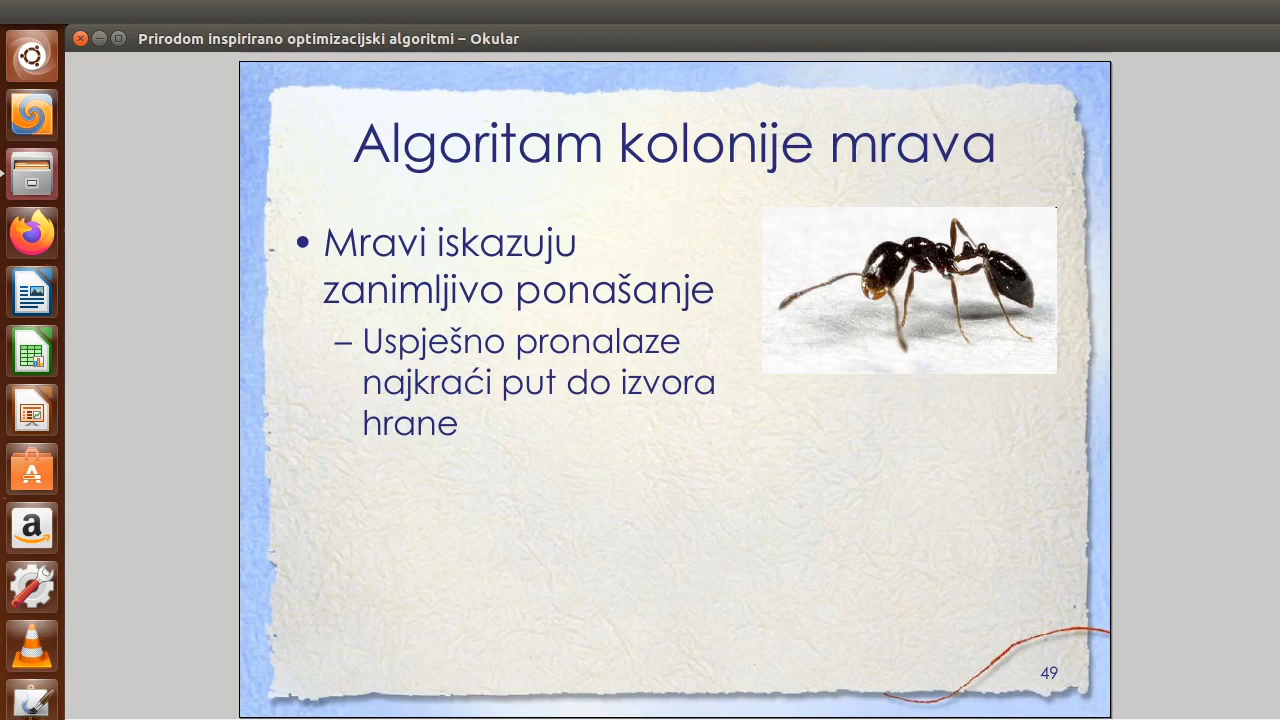 Prirodom inspirirano optimizacijski algoritmi – Okular
Algoritam kolonije mrava
• Mravi iskazuju
zanimljivo ponašanje
– Uspješno pronalaze
najkraći put do izvora
hrane
49